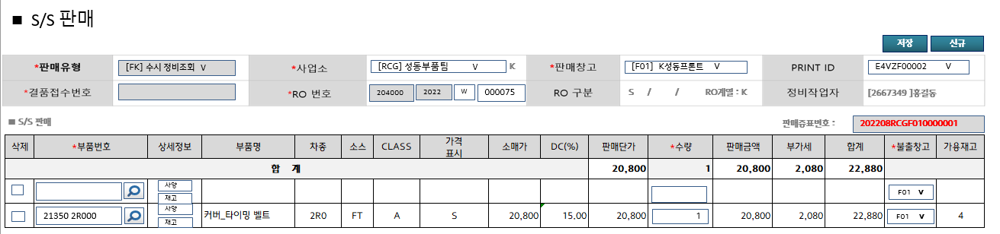 ■ S/S 판매
저장 신규
*판매유형 [FK] 수시 정비조회 V *사업소 [RCG] 성동부품팀 V K *판매창고 [F01] K성동프론트 V PRINT ID E4VZF00002 V
*결품접수번호 *RO 번호 204000 2022 W 000075 RO 구분 S / / RO계열 : K 정비작업자 [2667349 ]홍길동
■ S/S 판매 판매증표번호 : 202208RCGF010000001
삭제 *부품번호 상세정보 부품명 차종 소스 CLASS 가격 표시 소매가 DC(%) 판매단가 *수량 판매금액 부가세 합계 *불출창고 가용재고
합 계 20,800 1 20,800 2,080 22,880
사양
재고 F01 V
사양
21350 2R000 커버_타이밍 벨트 2R0 FT A S 20,800 15.00 20,800 1 20,800 2,080 22,880 F01 V 4
재고